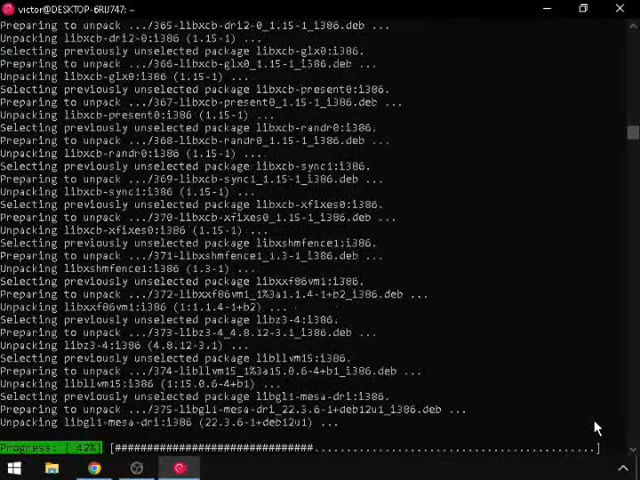 victor@DESKTOP-6RIJ747: ~
Preparing to unpack .../365-libxcb-dri2-0_1.15-1_i386.deb ...
Unpacking libxcb-dri2-0:i386 (1.15-1) ...
Selecting previously unselected package libxcb-glx0:i386.
Preparing to unpack .../366-libxcb-glx0_1.15-1_i386.deb ...
Unpacking libxcb-glx0:i386 (1.15-1) ...
Selecting previously unselected package libxcb-present0:i386.
Preparing to unpack .../367-libxcb-present0_1.15-1_i386.deb ...
Unpacking libxcb-present0:i386 (1.15-1) ...
Selecting previously unselected package libxcb-randr0:i386.
Preparing to unpack .../368-libxcb-randr0_1.15-1_i386.deb ...
Unpacking libxcb-randr0:i386 (1.15-1) ...
Selecting previously unselected package libxcb-sync1:i386.
Preparing to unpack .../369-libxcb-sync1_1.15-1_i386.deb ...
Unpacking libxcb-sync1:i386 (1.15-1) ...
Selecting previously unselected package libxcb-xfixes0:i386.
Preparing to unpack .../370-libxcb-xfixes0_1.15-1_i386.deb ...
Unpacking libxcb-xfixes0:i386 (1.15-1) ...
Selecting previously unselected package libxshmfence1:i386.
Preparing to unpack .../371-libxshmfence1_1.3-1_i386.deb ...
Unpacking libxshmfence1:i386 (1.3-1) ...
Selecting previously unselected package libxxf86vm1:i386.
Preparing to unpack .../372-libxxf86vm1_1%3a1.1.4-1+b2_i386.deb ...
Unpacking libxxf86vm1:i386 (1:1.1.4-1+b2) ...
Selecting previously unselected package libz3-4:i386.
Preparing to unpack .../373-libz3-4_4.8.12-3.1_i386.deb ...
Unpacking libz3-4:i386 (4.8.12-3.1) ...
Selecting previously unselected package libllvm15:i386.
Preparing to unpack .../374-libllvm15_1%3a15.0.6-4+b1_i386.deb ...
Unpacking libllvm15:i386 (1:15.0.6-4+b1) ...
Selecting previously unselected package libgl1-mesa-dri:i386.
Preparing to unpack .../375-libgl1-mesa-dri_22.3.6-1+deb12u1_i386.deb ...
Unpacking libgl1-mesa-dri:i386 (22.3.6-1+deb12u1) ...
Progress: [ 42%] [###############################............................................]